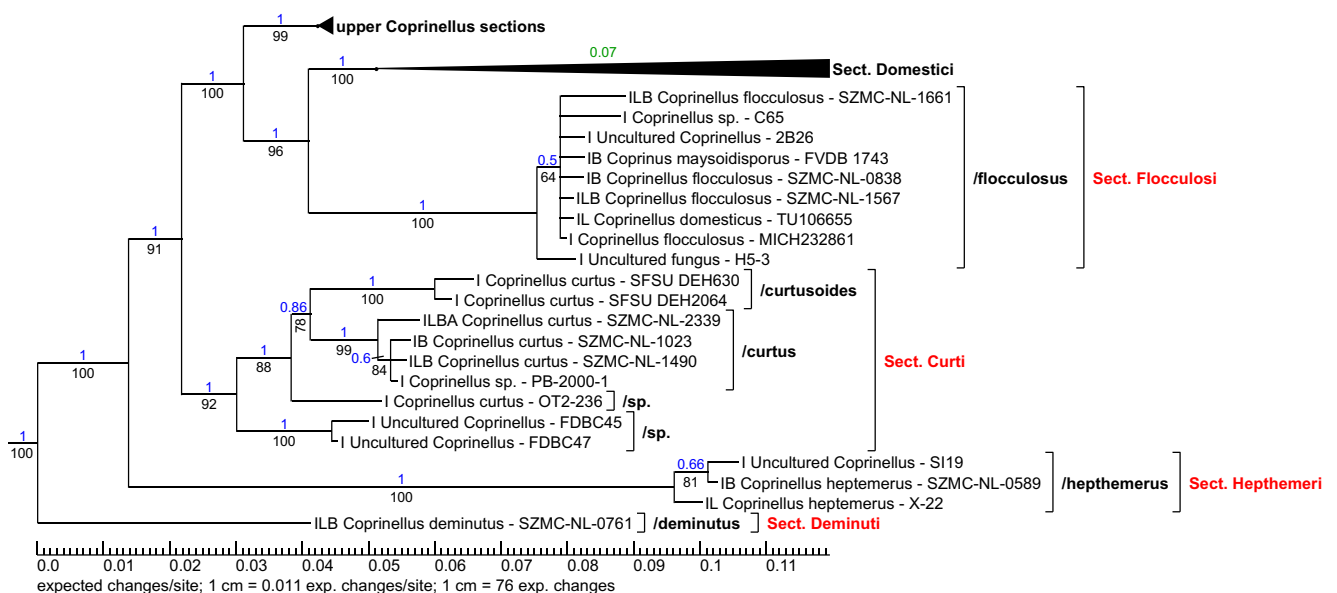 1
99
upper Coprinellus sections
0.07
1
100
Sect. Domestici
1
100
ILB Coprinellus flocculosus - SZMC-NL-1661
I Coprinellus sp. - C65
1
96
I Uncultured Coprinellus - 2B26
0.5
64
IB Coprinus maysoidisporus - FVDB 1743
IB Coprinellus flocculosus - SZMC-NL-0838
/flocculosus
Sect. Flocculosi
ILB Coprinellus flocculosus - SZMC-NL-1567
1
100
IL Coprinellus domesticus - TU106655
I Coprinellus flocculosus - MICH232861
1
91
I Uncultured fungus - H5-3
I Coprinellus curtus - SFSU DEH630
1
100
/curtusoides
I Coprinellus curtus - SFSU DEH2064
0.86
78
ILBA Coprinellus curtus - SZMC-NL-2339
1
99
IB Coprinellus curtus - SZMC-NL-1023
/curtus
0.6
84
ILB Coprinellus curtus - SZMC-NL-1490
Sect. Curti
1
88
1
100
I Coprinellus sp. - PB-2000-1
1
92
I Coprinellus curtus - OT2-236
/sp.
I Uncultured Coprinellus - FDBC45
1
100
/sp.
I Uncultured Coprinellus - FDBC47
1
100
I Uncultured Coprinellus - SI19
0.66
81
IB Coprinellus heptemerus - SZMC-NL-0589
/hepthemerus
Sect. Hepthemeri
1
100
IL Coprinellus heptemerus - X-22
ILB Coprinellus deminutus - SZMC-NL-0761
/deminutus
Sect. Deminuti
0.0 0.01 0.02 0.03 0.04 0.05 0.06 0.07 0.08 0.09 0.1 0.11
expected changes/site; 1 cm = 0.011 exp. changes/site; 1 cm = 76 exp. changes